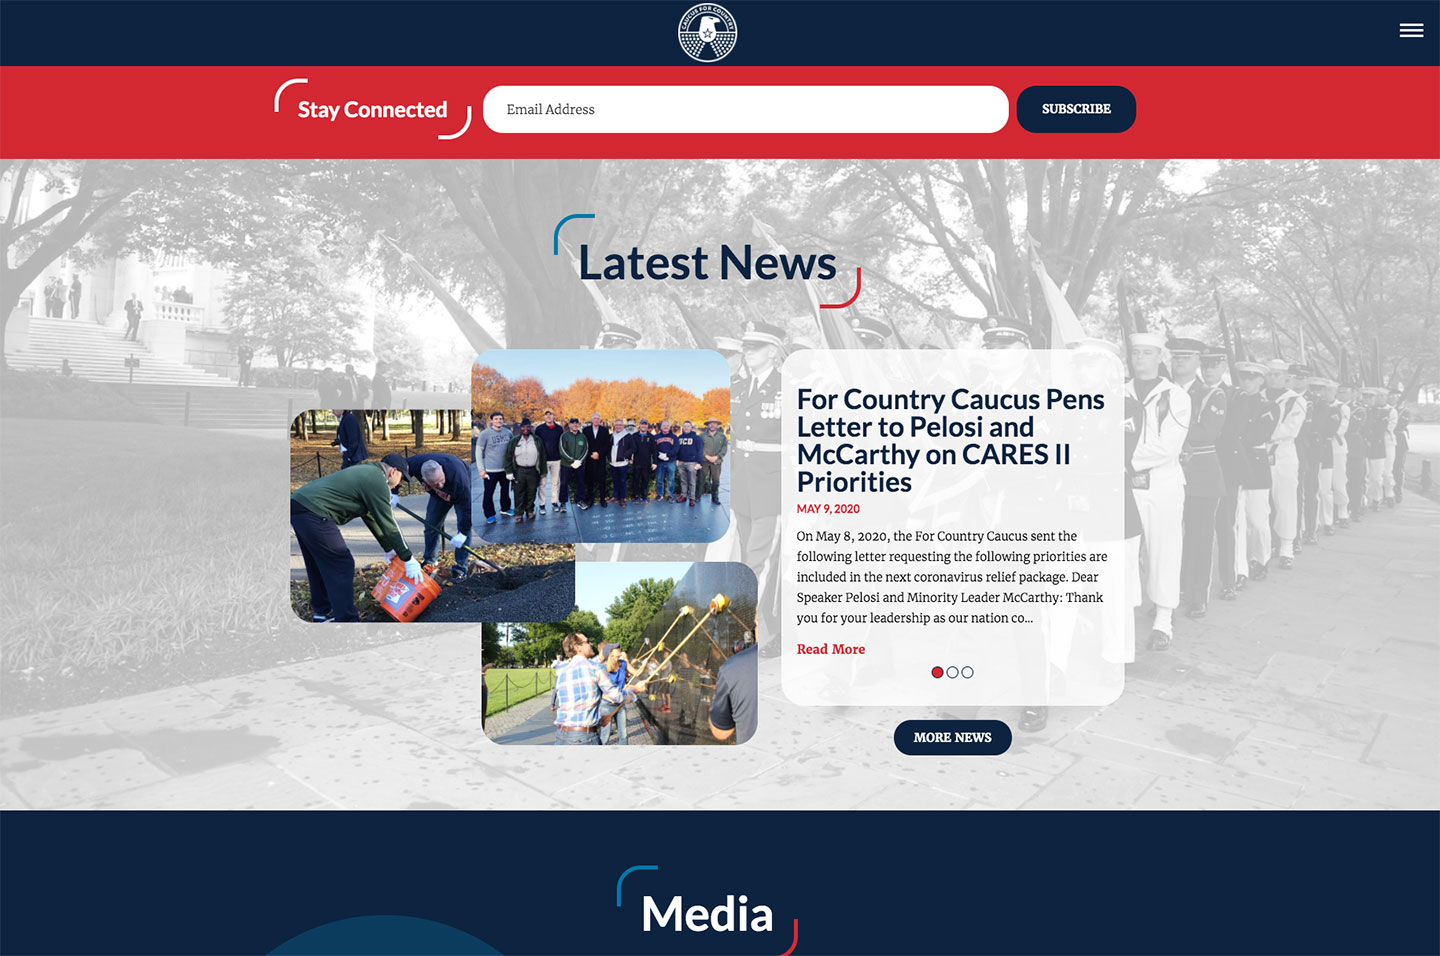 CAUCUS FOR COUNTRY
Stay Connected
Email Address
SUBSCRIBE
Latest News
USMC
For Country Caucus Pens
Letter to Pelosi and
McCarthy on CARES II
Priorities
MAY 9, 2020
On May 8, 2020, the For Country Caucus sent the
following letter requesting the following priorities are
included in the next coronavirus relief package. Dear
Speaker Pelosi and Minority Leader McCarthy: Thank
you for your leadership as our nation co...
Read More
MORE NEWS
Media